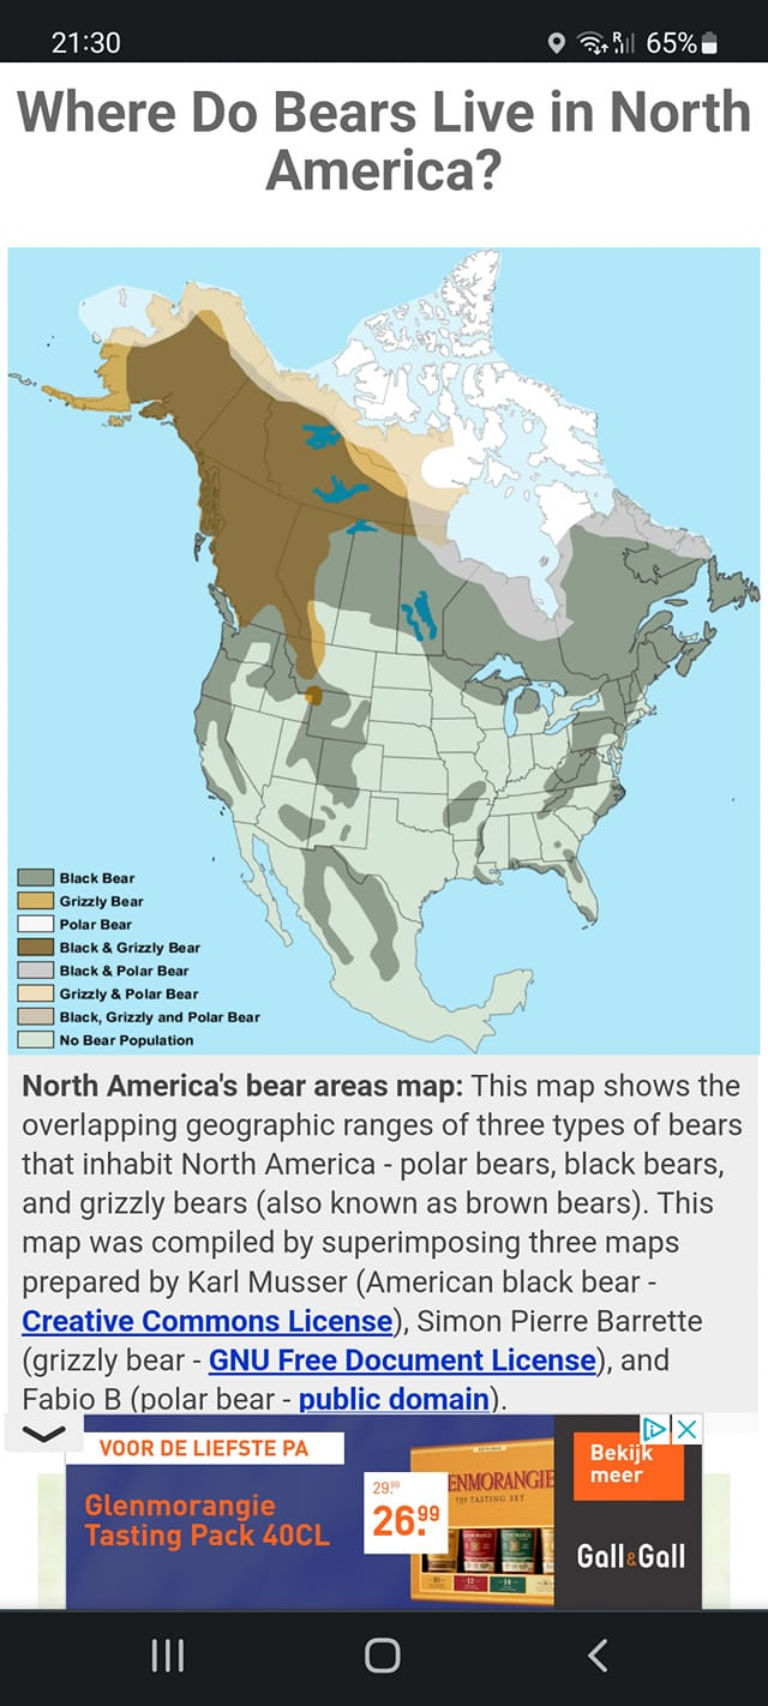 21:30
R
65%
Where Do Bears Live in North
America?
Black Bear
Grizzly Bear
Polar Bear
Black & Grizzly Bear
Black & Polar Bear
Grizzly & Polar Bear
Black, Grizzly and Polar Bear
No Bear Population
North America's bear areas map: This map shows the
overlapping geographic ranges of three types of bears
that inhabit North America - polar bears, black bears,
and grizzly bears (also known as brown bears). This
map was compiled by superimposing three maps
prepared by Karl Musser (American black bear -
Creative Commons License), Simon Pierre Barrette
(grizzly bear - GNU Free Document License), and
Fabio B (polar bear - public domain).
VOOR DE LIEFSTE PA
Glenmorangie
Tasting Pack 40CL
29.99
26.99
ENMORANGIE
THE TASTING SET
10
12
14
Bekijk
meer
Gall&Gall